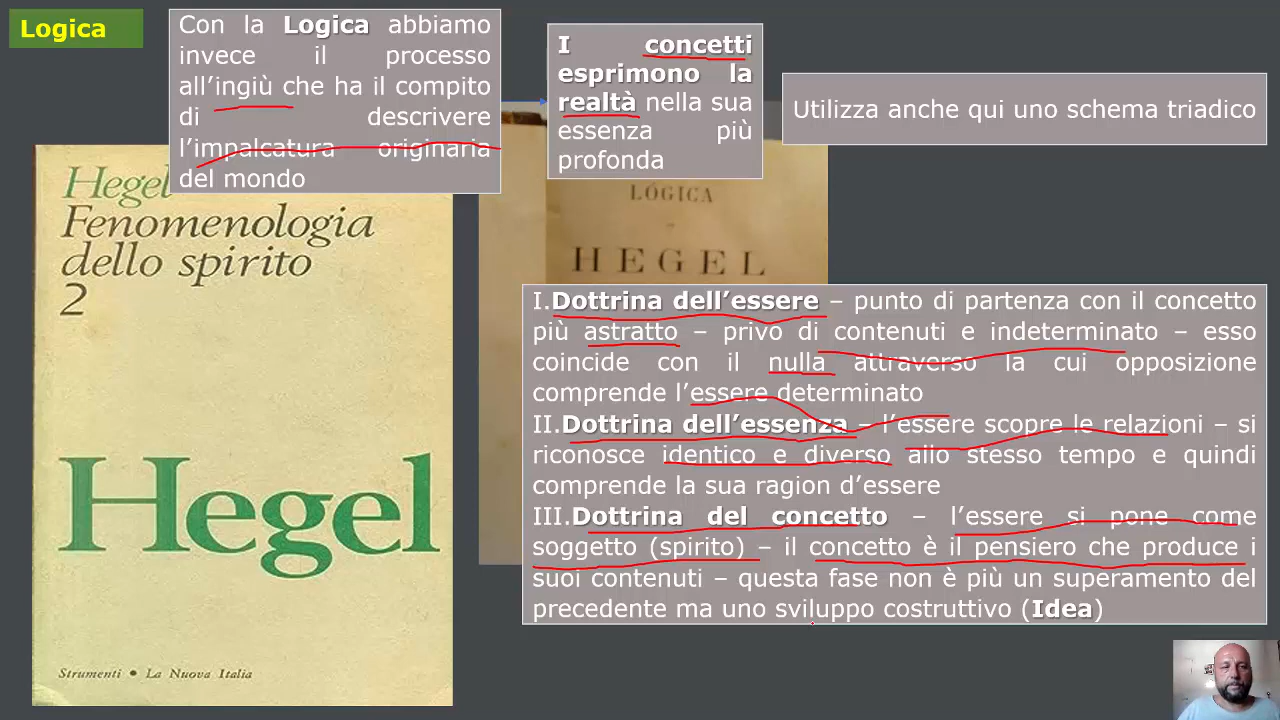 Logica
Con la Logica abbiamo
invece il processo
all’ingiù che ha il compito
di descrivere
l’impalcatura originaria
del mondo
I concetti
esprimono la
realtà nella sua
essenza più
profonda
Utilizza anche qui uno schema triadico
Hegel
Fenomenologia
dello spirito
2
Hegel
Strumenti • La Nuova Italia
LÓGICA
HEGEL
I.Dottrina dell’essere – punto di partenza con il concetto
più astratto – privo di contenuti e indeterminato – esso
coincide con il nulla attraverso la cui opposizione
comprende l’essere determinato
II.Dottrina dell’essenza – l’essere scopre le relazioni – si
riconosce identico e diverso allo stesso tempo e quindi
comprende la sua ragion d’essere
III.Dottrina del concetto – l’essere si pone come
soggetto (spirito) – il concetto è il pensiero che produce i
suoi contenuti – questa fase non è più un superamento del
precedente ma uno sviluppo costruttivo (Idea)